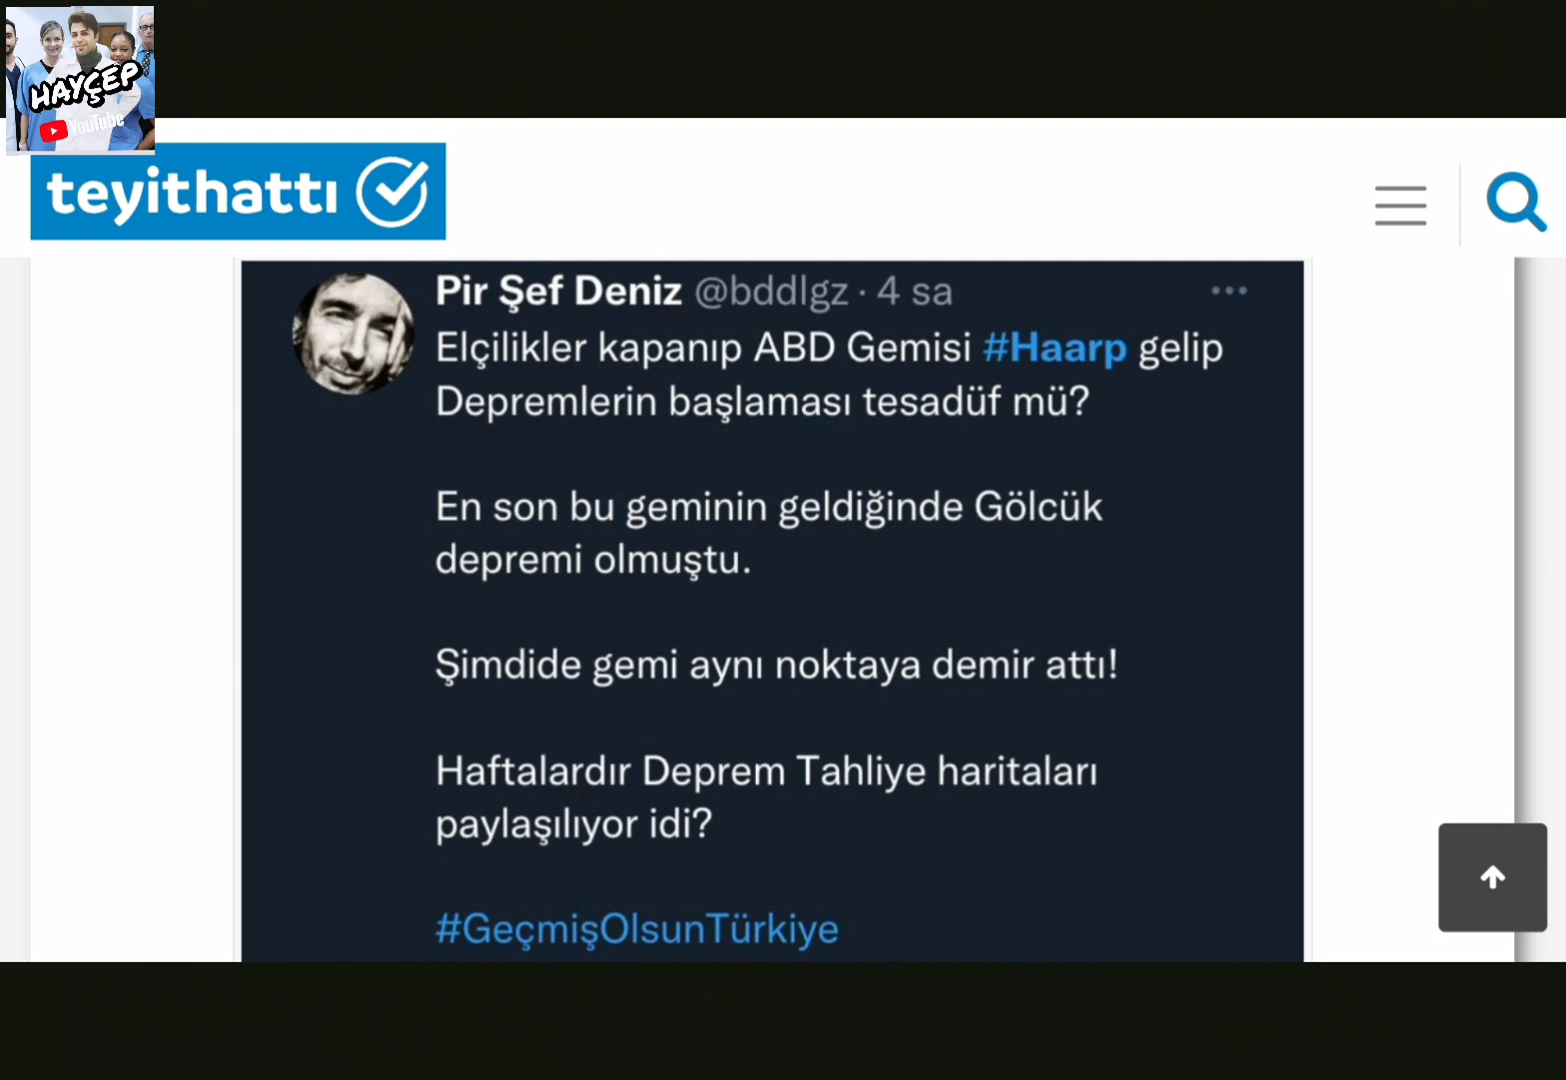 HAYÇEP
YouTube
teyithattı
Pir Şef Deniz @bddlgz · 4 sa
Elçilikler kapanıp ABD Gemisi #Haarp gelip
Depremlerin başlaması tesadüf mü?
En son bu geminin geldiğinde Gölcük
depremi olmuştu.
Şimdide gemi aynı noktaya demir attı!
Haftalardır Deprem Tahliye haritaları
paylaşılıyor idi?
#GeçmişOlsunTürkiye